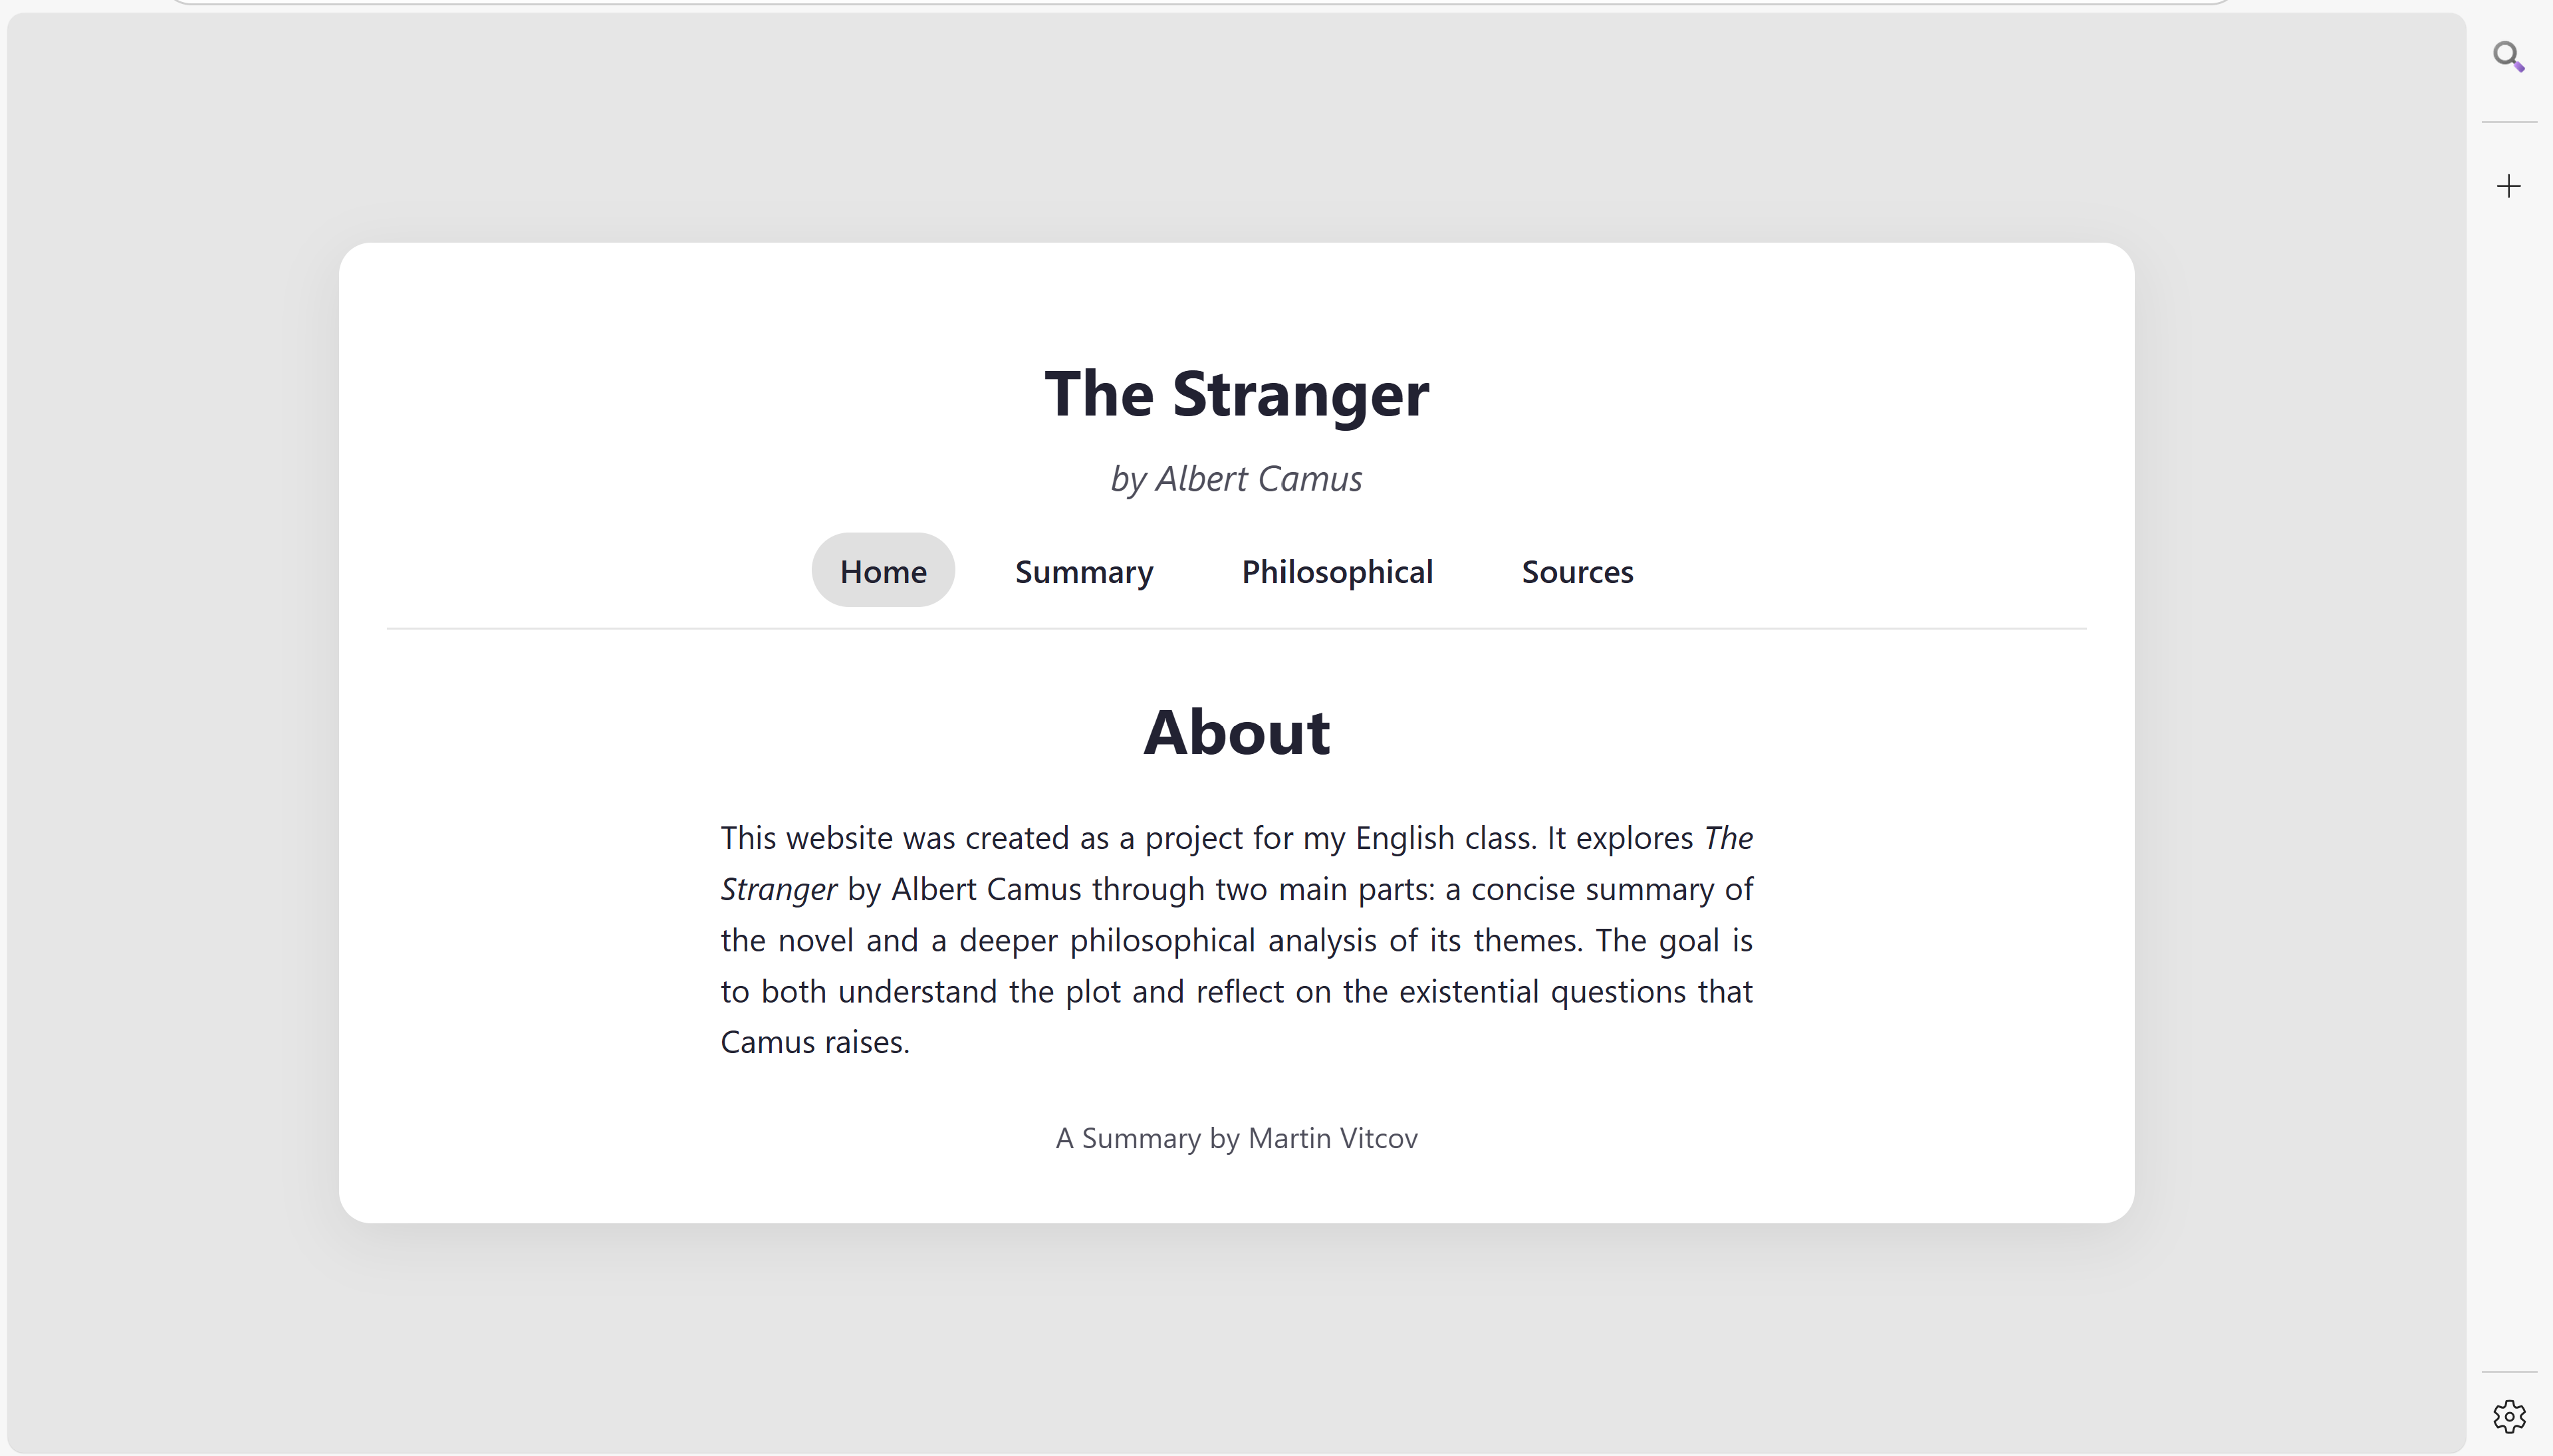 The Stranger
by Albert Camus
Home Summary Philosophical Sources
About
This website was created as a project for my English class. It explores The
Stranger by Albert Camus through two main parts: a concise summary of
the novel and a deeper philosophical analysis of its themes. The goal is
to both understand the plot and reflect on the existential questions that
Camus raises.
A Summary by Martin Vitcov